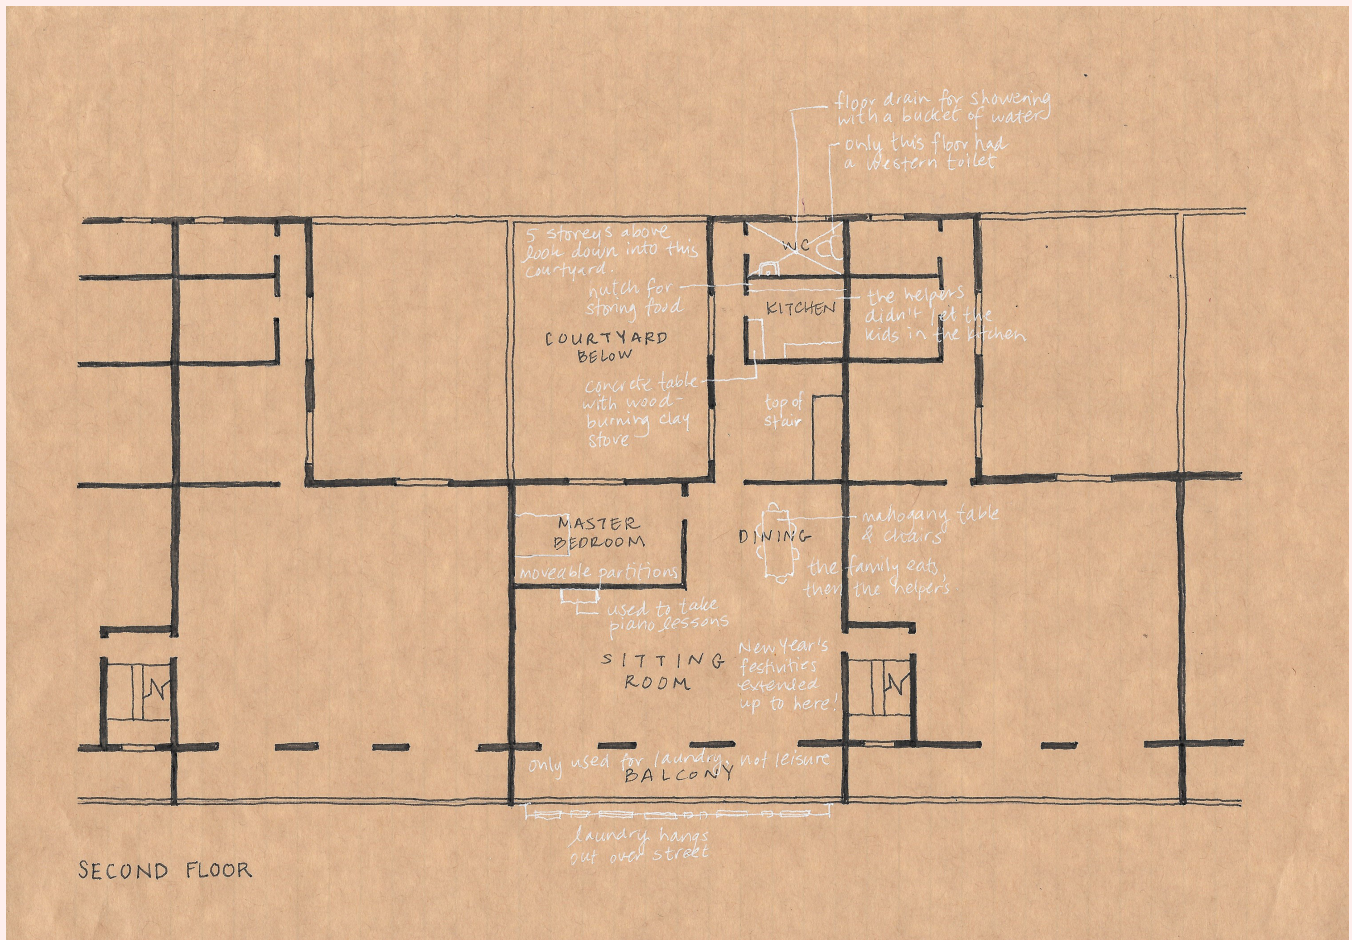 floor drain for showering
with a bucket of water
only this floor had
a western toilet
5 storeys above
look down into this
courtyard.
WC
hutch for
storing food
KITCHEN
the helpers
didn't let the
kids in the kitchen
COURTYARD
BELOW
concrete table
with wood-
burning clay
stove
top of
stair
MASTER
BEDROOM
moveable partitions
DINING
mahogany table
& chairs
the family eats,
then the helpers
used to take
piano lessons
SITTING
ROOM
New Year's
festivities
extended
up to here!
only used for laundry, not leisure
BALCONY
laundry hangs
out over street
SECOND FLOOR